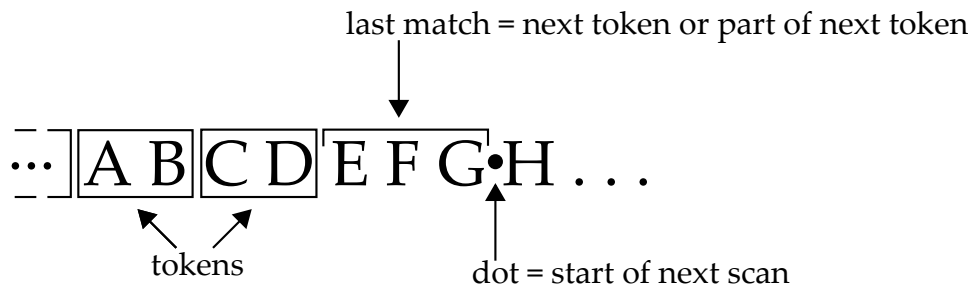 last match = next token or part of next token
... A B C D E F G•H . . .
tokens
dot = start of next scan